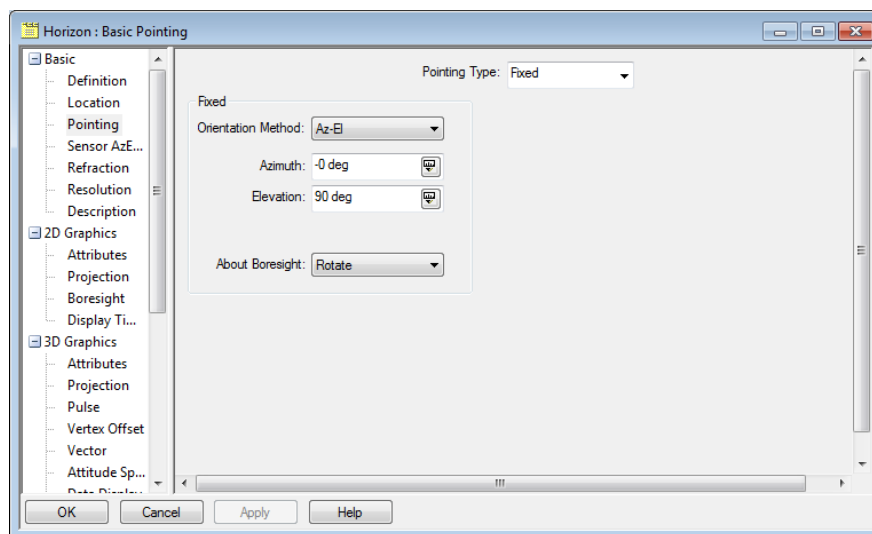 Horizon : Basic Pointing
Basic
Definition
Location
Pointing
Sensor AzE...
Refraction
Resolution
Description
2D Graphics
Attributes
Projection
Boresight
Display Ti...
3D Graphics
Attributes
Projection
Pulse
Vertex Offset
Vector
Attitude Sp...
Data Display
Pointing Type: Fixed
Fixed
Orientation Method: Az-El
Azimuth: -0 deg
Elevation: 90 deg
About Boresight: Rotate
OK Cancel Apply Help